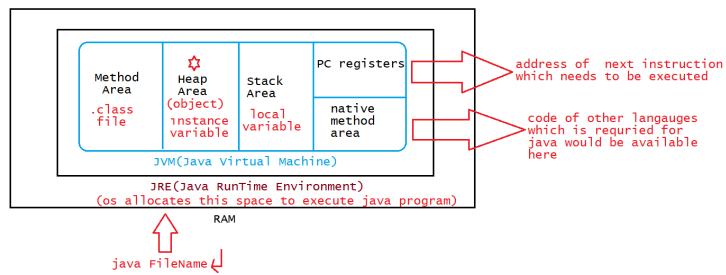 Method
Area
.class
file
Heap
Area
(object)
instance
variable
Stack
Area
local
variable
PC registers
native
method
area
address of next instruction
which needs to be executed
code of other langauges
which is requried for
java would be available
here
JVM(Java Virtual Machine)
JRE(Java RunTime Environment)
(os allocates this space to execute java program)
RAM
java FileName